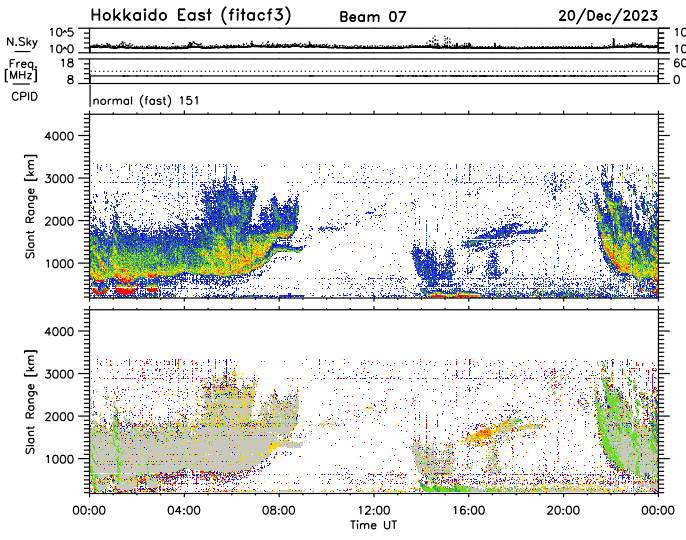 Hokkaido East (fitacf3) Beam 07 20/Dec/2023
N.Sky 10^5 10^0 10 10
Freq. [MHz] 18 8 60 0
CPID normal (fast) 151
Slant Range [km] 4000 3000 2000 1000
Slant Range [km] 4000 3000 2000 1000
00:00 04:00 08:00 12:00 16:00 20:00 00:00
Time UT